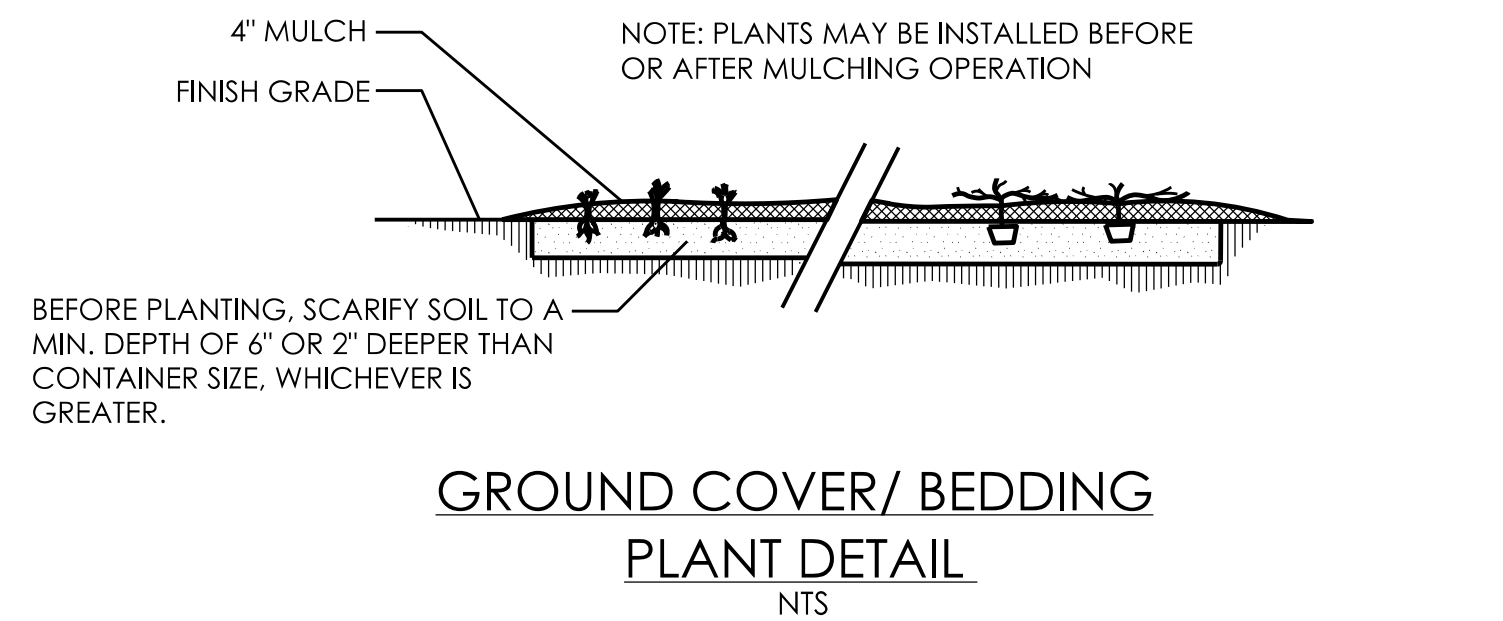 4" MULCH
NOTE: PLANTS MAY BE INSTALLED BEFORE
OR AFTER MULCHING OPERATION
FINISH GRADE
BEFORE PLANTING, SCARIFY SOIL TO A
MIN. DEPTH OF 6" OR 2" DEEPER THAN
CONTAINER SIZE, WHICHEVER IS
GREATER.
GROUND COVER/ BEDDING
PLANT DETAIL
NTS